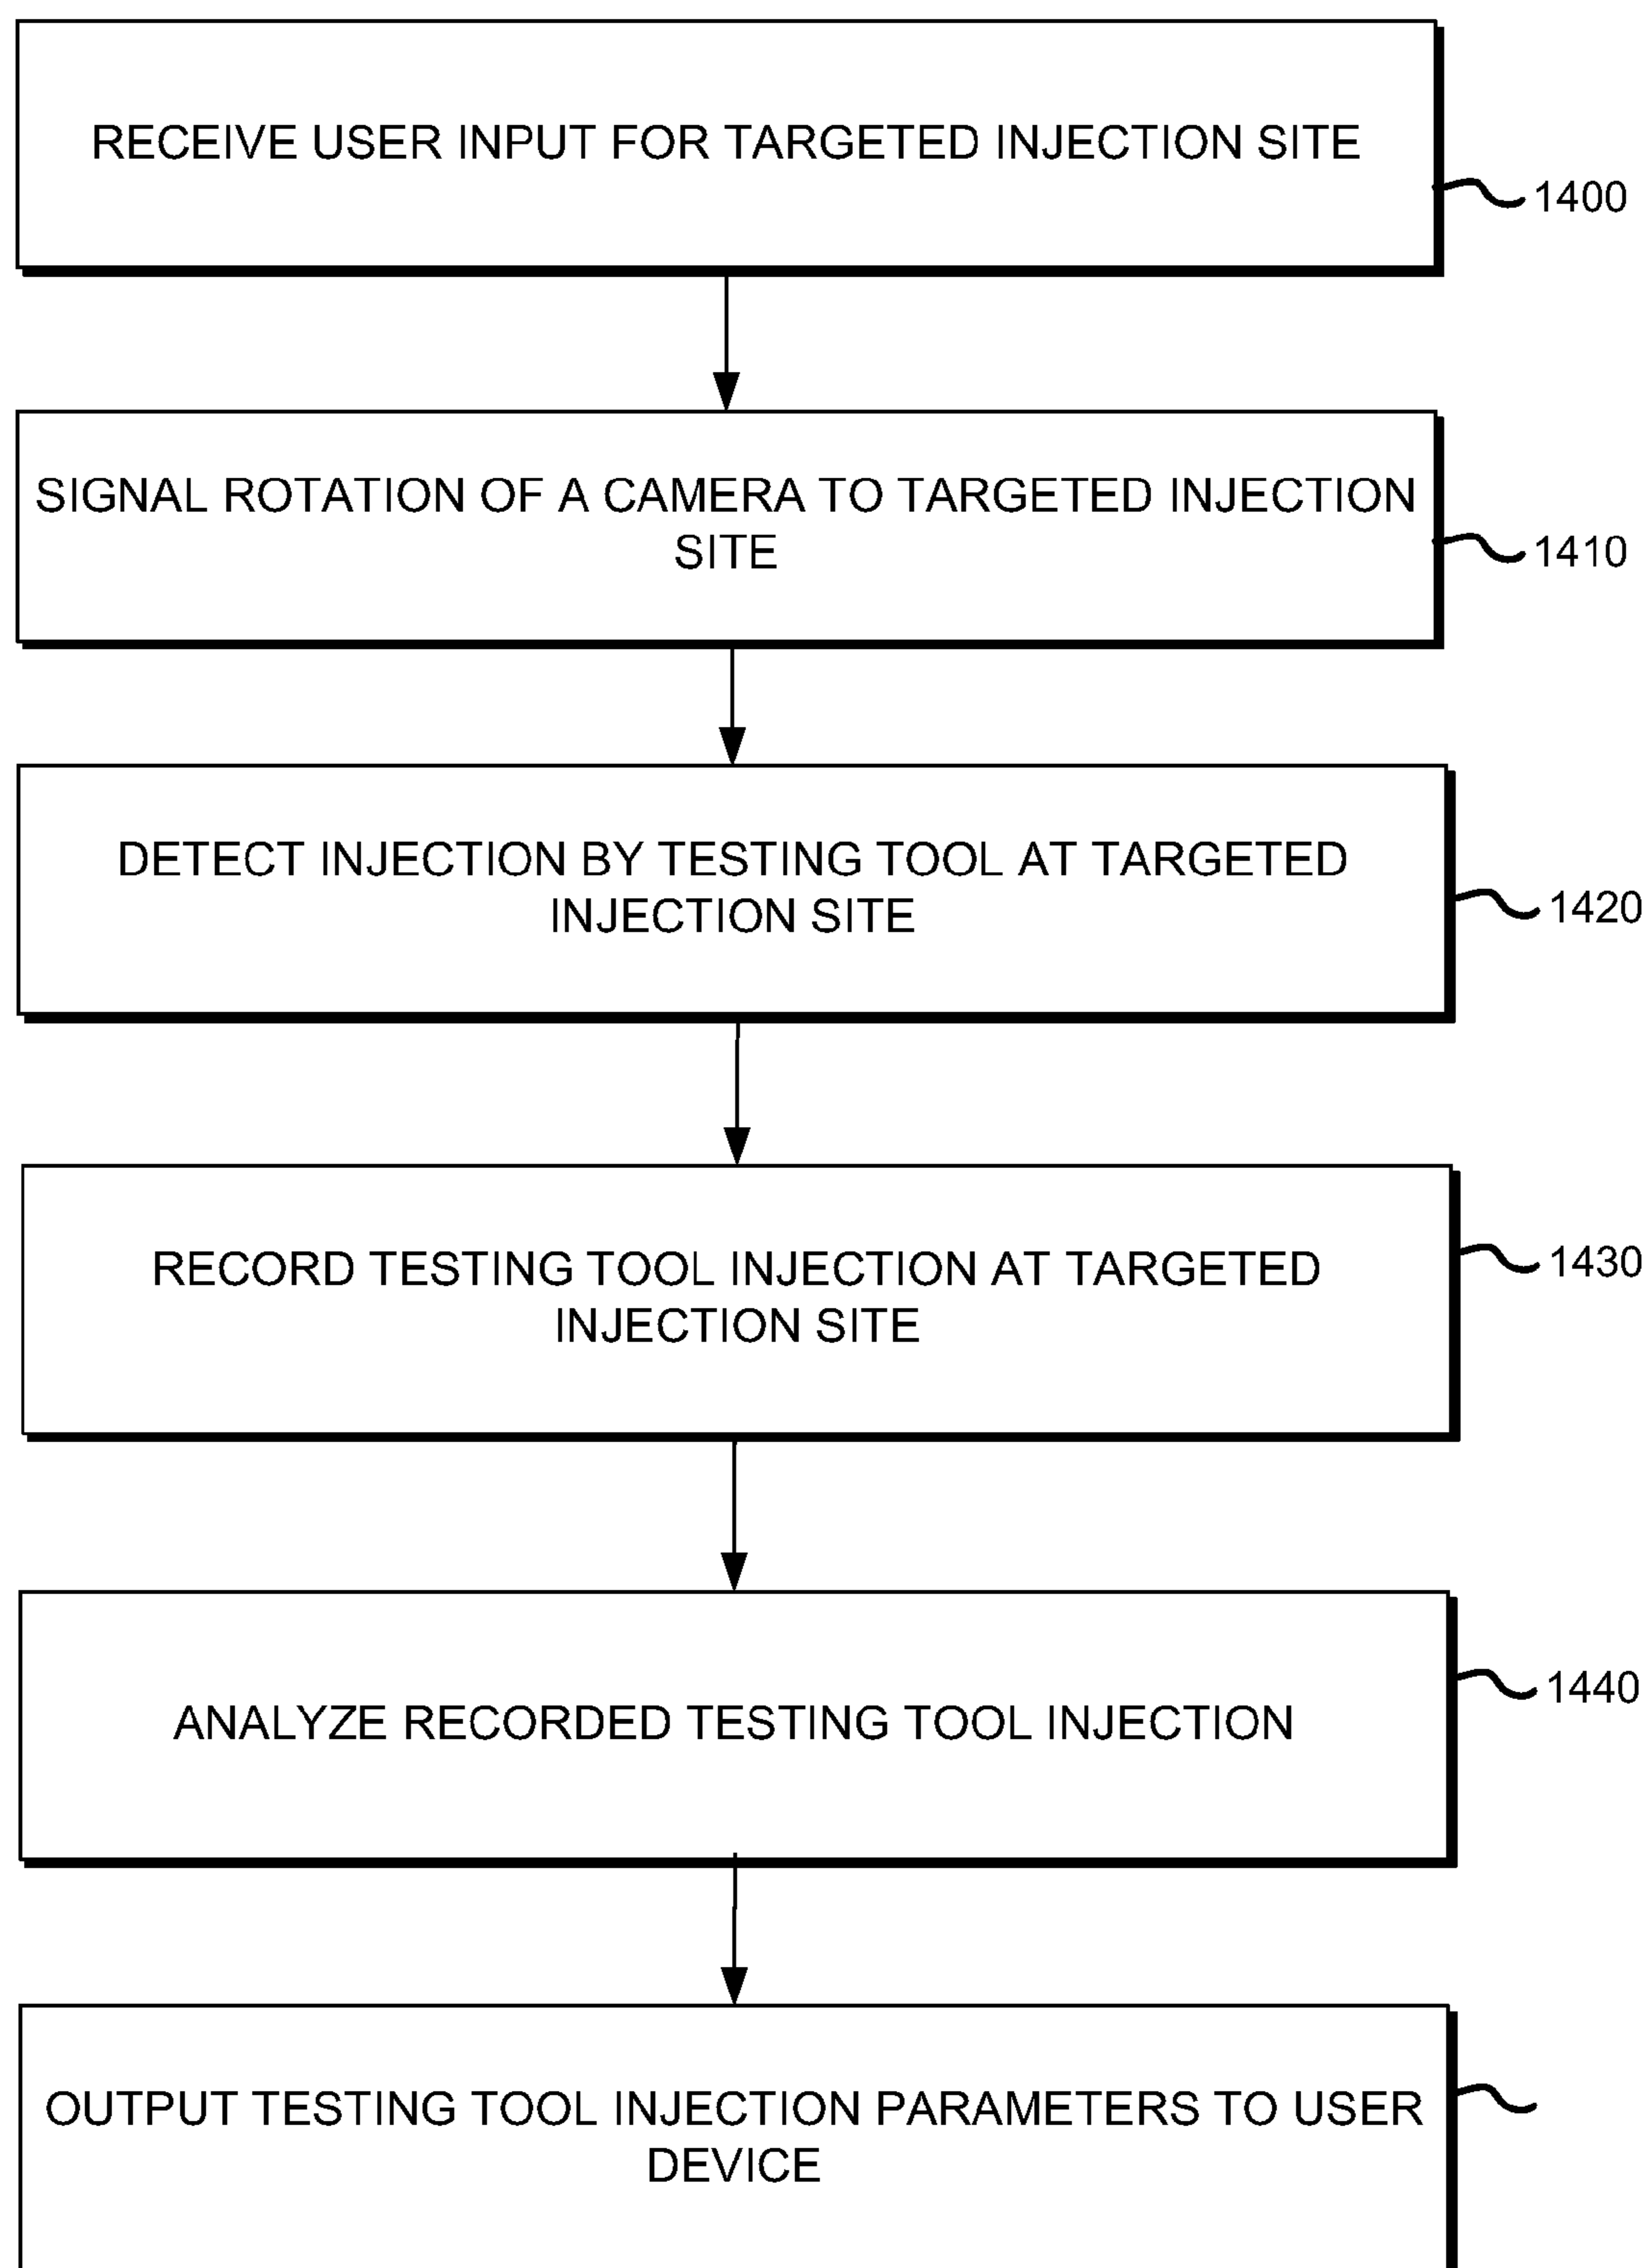 RECEIVE USER INPUT FOR TARGETED INJECTION SITE
1400
SIGNAL ROTATION OF A CAMERA TO TARGETED INJECTION
SITE
1410
DETECT INJECTION BY TESTING TOOL AT TARGETED
INJECTION SITE
1420
RECORD TESTING TOOL INJECTION AT TARGETED
INJECTION SITE
1430
ANALYZE RECORDED TESTING TOOL INJECTION
1440
OUTPUT TESTING TOOL INJECTION PARAMETERS TO USER
DEVICE